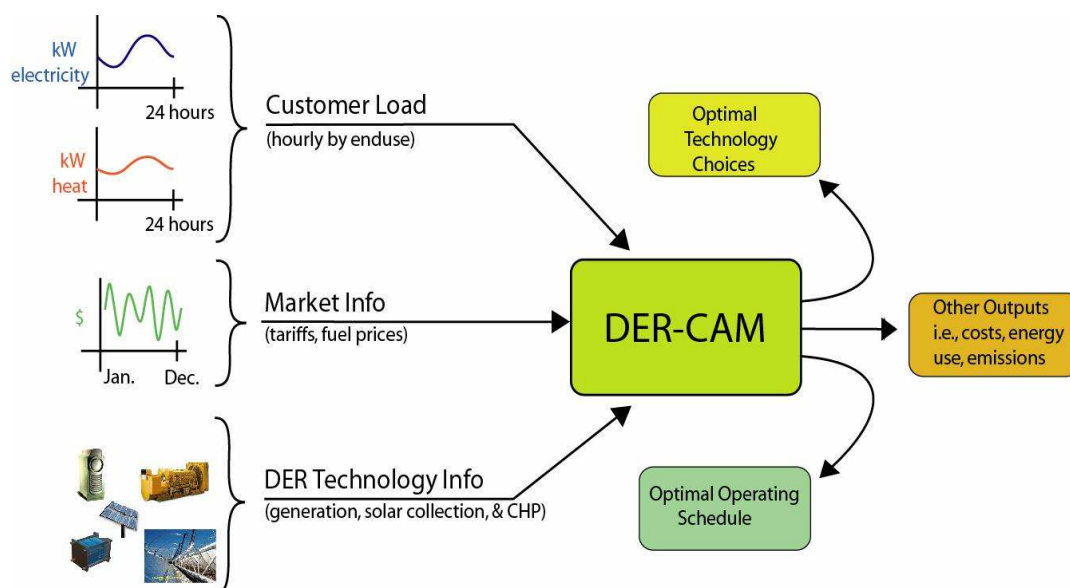 kW
electricity
24 hours
kW
heat
24 hours
Customer Load
(hourly by enduse)
$
Jan.
Dec.
Market Info
(tariffs, fuel prices)
DER Technology Info
(generation, solar collection, & CHP)
DER-CAM
Optimal
Technology
Choices
Other Outputs
i.e., costs, energy
use, emissions
Optimal Operating
Schedule